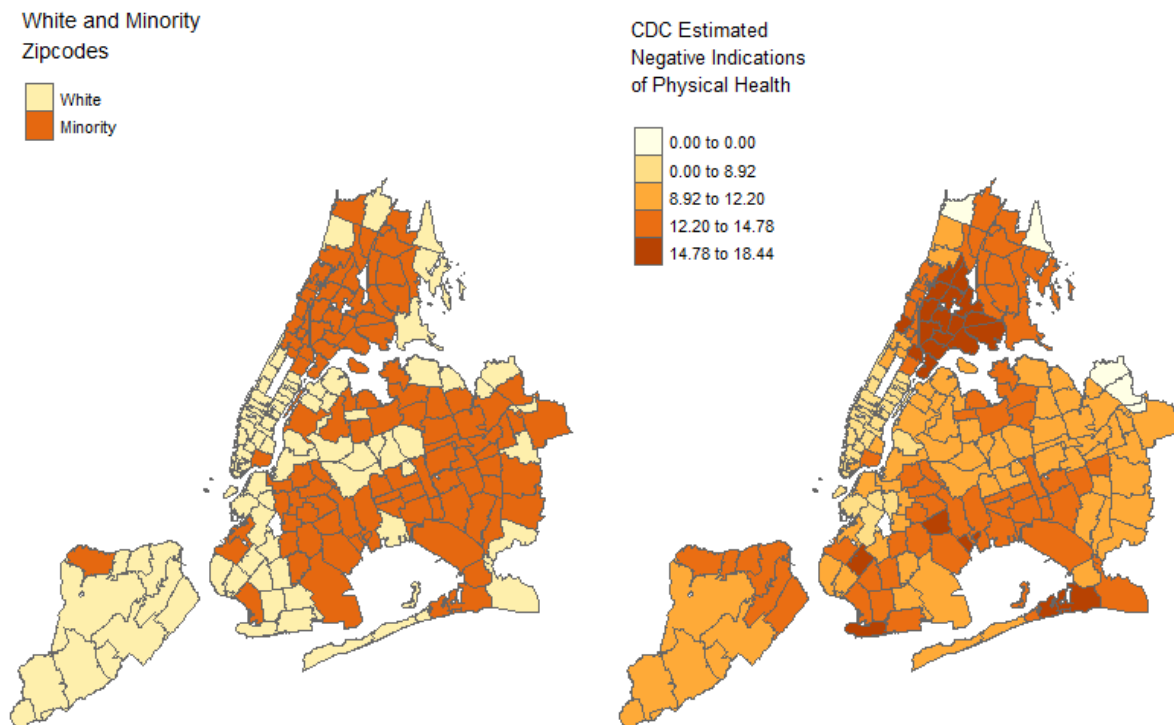 White and Minority
Zipcodes
White
Minority
CDC Estimated
Negative Indications
of Physical Health
0.00 to 0.00
0.00 to 8.92
8.92 to 12.20
12.20 to 14.78
14.78 to 18.44